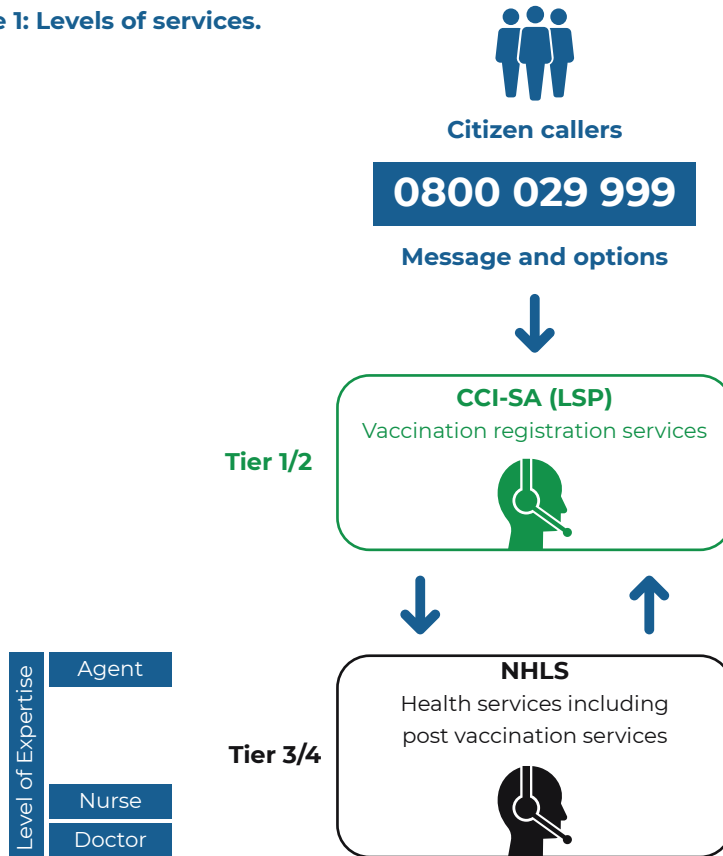 e 1: Levels of services.
Citizen callers
0800 029 999
Message and options
CCI-SA (LSP)
Vaccination registration services
Tier 1/2
NHLS
Health services including
post vaccination services
Tier 3/4
Level of Expertise
Agent
Nurse
Doctor